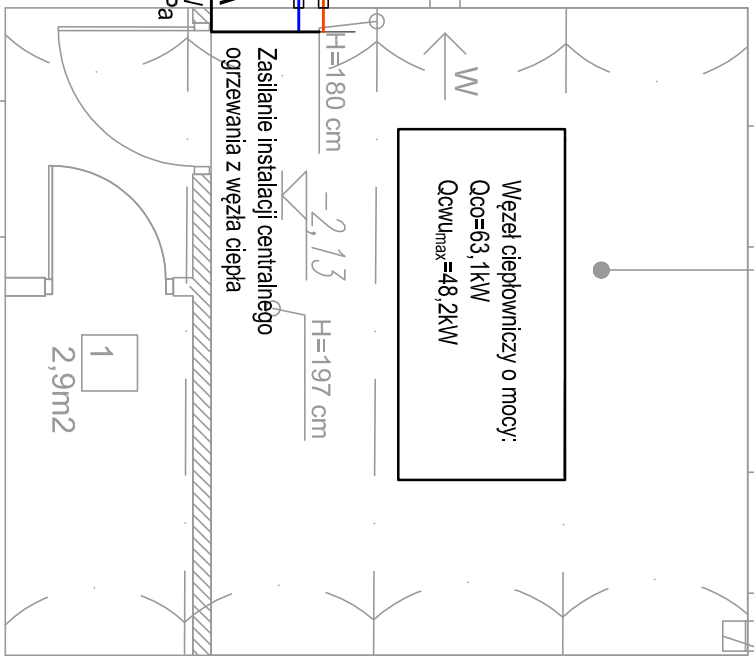 Węzeł ciepłowniczy o mocy:
Qco=63,1kW
Qcwumax=48,2kW
W
H=180 cm
-2,13
H=197 cm
Zasilanie instalacji centralnego
ogrzewania z węzła ciepła
1
2,9m2